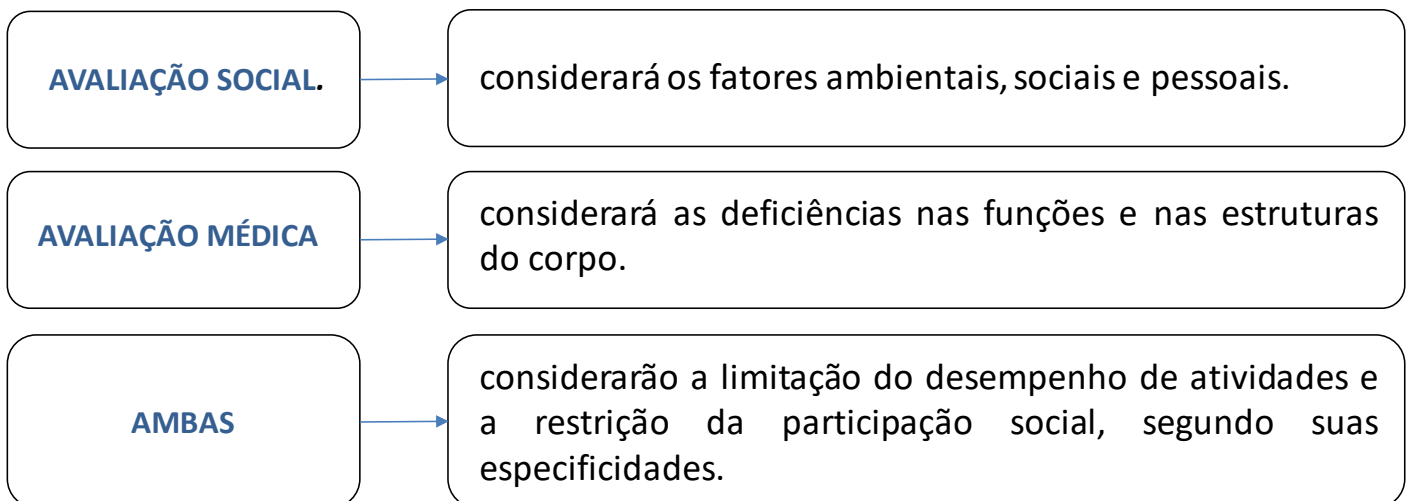 AVALIAÇÃO SOCIAL.
considerará os fatores ambientais, sociais e pessoais.
AVALIAÇÃO MÉDICA
considerará as deficiências nas funções e nas estruturas
do corpo.
AMBAS
considerarão a limitação do desempenho de atividades e
a restrição da participação social, segundo suas
especificidades.